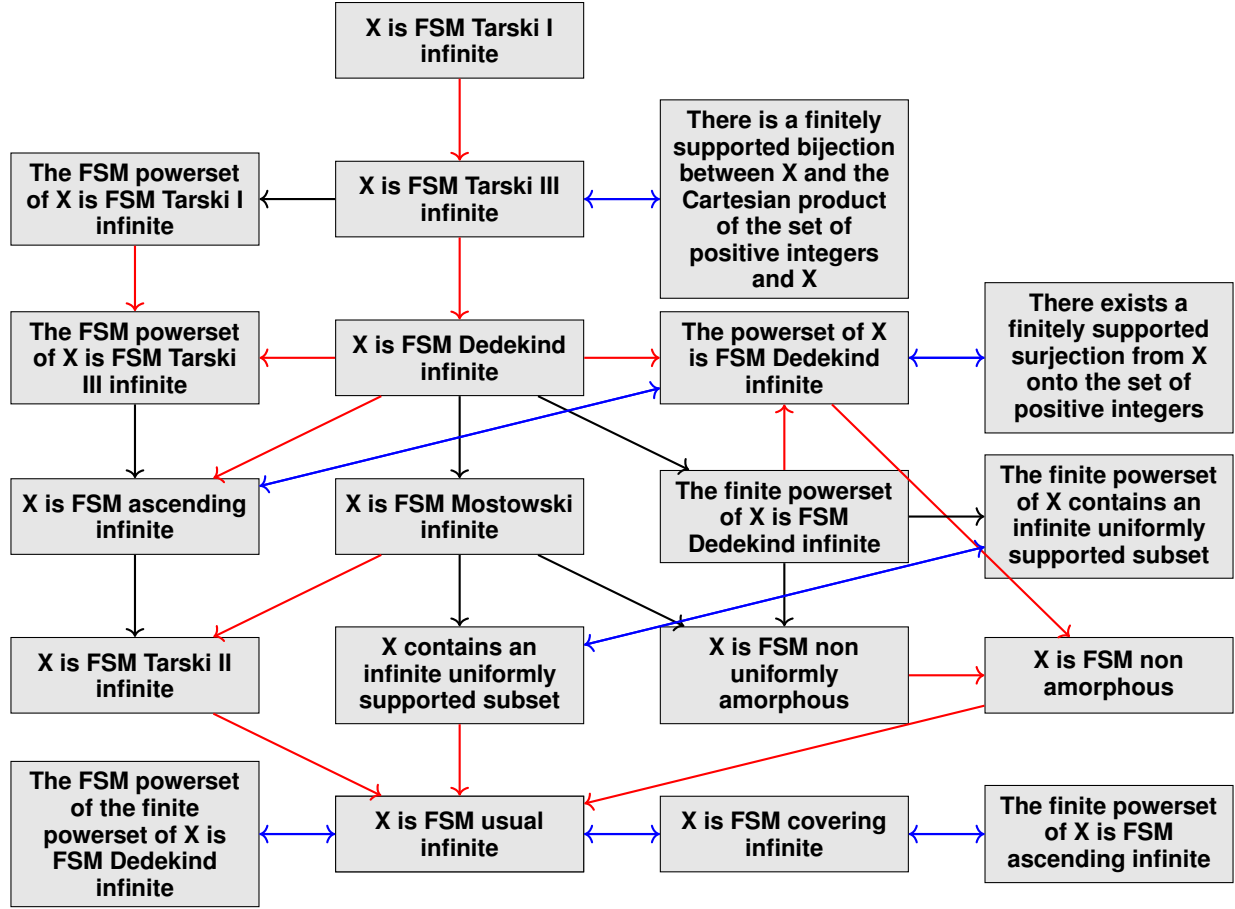 X is FSM Tarski I
infinite
There is a finitely
supported bijection
between X and the
Cartesian product
of the set of
positive integers
and X
The FSM powerset
of X is FSM Tarski I
infinite
X is FSM Tarski III
infinite
The FSM powerset
of X is FSM Tarski
III infinite
X is FSM Dedekind
infinite
The powerset of X
is FSM Dedekind
infinite
There exists a
finitely supported
surjection from X
onto the set of
positive integers
X is FSM ascending
infinite
X is FSM Mostowski
infinite
The finite powerset
of X is FSM
Dedekind infinite
The finite powerset
of X contains an
infinite uniformly
supported subset
X is FSM Tarski II
infinite
X contains an
infinite uniformly
supported subset
X is FSM non
uniformly
amorphous
X is FSM non
amorphous
The FSM powerset
of the finite
powerset of X is
FSM Dedekind
infinite
X is FSM usual
infinite
X is FSM covering
infinite
The finite powerset
of X is FSM
ascending infinite